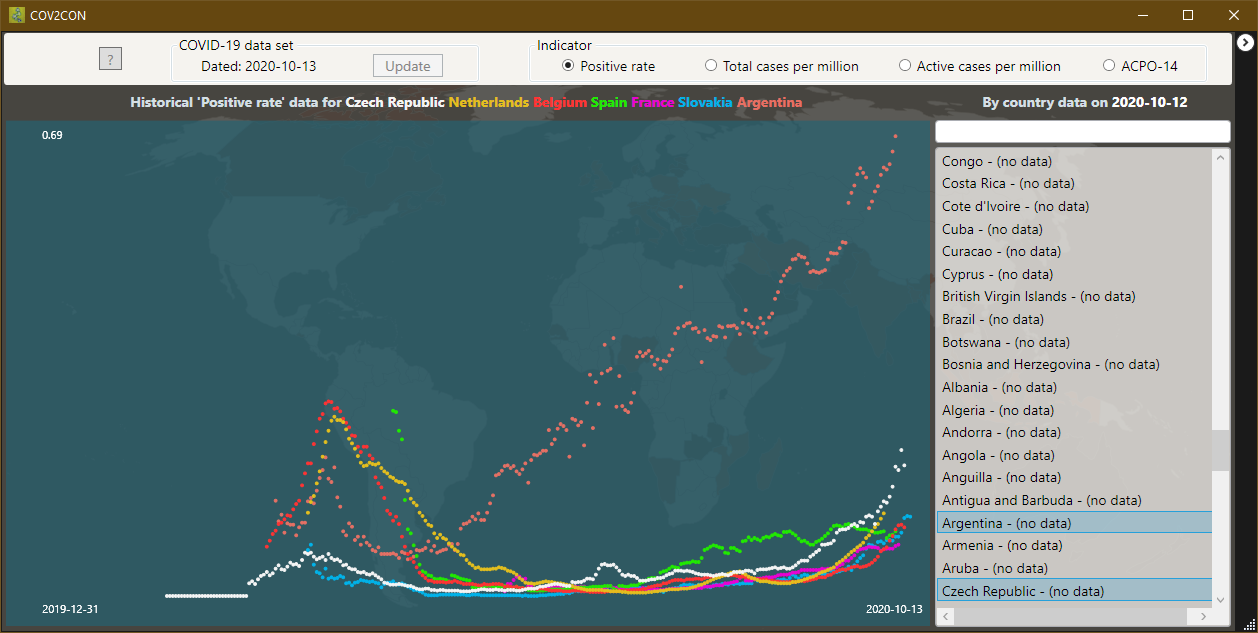 COV2CON
?
COVID-19 data set
Dated: 2020-10-13
Update
Indicator
Positive rate
Total cases per million
Active cases per million
ACPO-14
Historical 'Positive rate' data for Czech Republic Netherlands Belgium Spain France Slovakia Argentina
By country data on 2020-10-12
0.69
2019-12-31
2020-10-13
Congo - (no data)
Costa Rica - (no data)
Cote d'Ivoire - (no data)
Cuba - (no data)
Curacao - (no data)
Cyprus - (no data)
British Virgin Islands - (no data)
Brazil - (no data)
Botswana - (no data)
Bosnia and Herzegovina - (no data)
Albania - (no data)
Algeria - (no data)
Andorra - (no data)
Angola - (no data)
Anguilla - (no data)
Antigua and Barbuda - (no data)
Argentina - (no data)
Armenia - (no data)
Aruba - (no data)
Czech Republic - (no data)